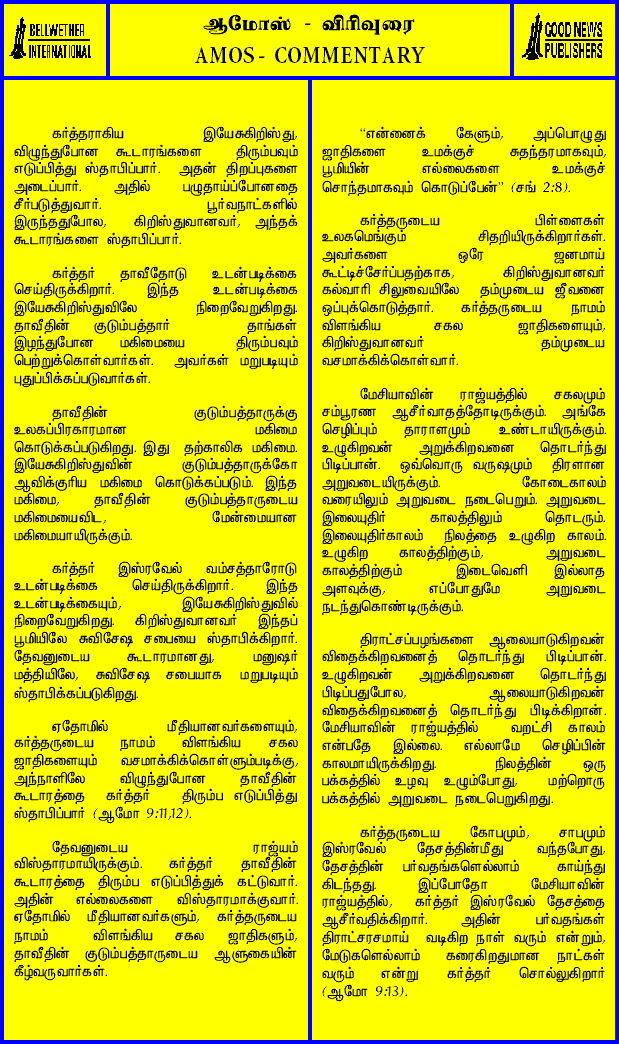 BELLWETHER
INTERNATIONAL
ஆமோஸ் - விரிவுரை
AMOS - COMMENTARY
GOOD NEWS
PUBLISHERS
கர்த்தராகிய இயேசுகிறிஸ்து,
விழுந்துபோன கூடாரங்களை திரும்பவும்
எடுப்பித்து ஸ்தாபிப்பார். அதன் திறப்புகளை
அடைப்பார். அதில் பழுதாய்ப்போனதை
சீர்படுத்துவார். பூர்வநாட்களில்
இருந்ததுபோல, கிறிஸ்துவானவர், அந்தக்
கூடாரங்களை ஸ்தாபிப்பார்.
கர்த்தர் தாவீதோடு உடன்படிக்கை
செய்திருக்கிறார். இந்த உடன்படிக்கை
இயேசுகிறிஸ்துவிலே நிறைவேறுகிறது.
தாவீதின் குடும்பத்தார் தாங்கள்
இழந்துபோன மகிமையை திரும்பவும்
பெற்றுக்கொள்வார்கள். அவர்கள் மறுபடியும்
புதுப்பிக்கப்படுவார்கள்.
தாவீதின் குடும்பத்தாருக்கு
உலகப்பிரகாரமான மகிமை
கொடுக்கப்படுகிறது. இது தற்காலிக மகிமை.
இயேசுகிறிஸ்துவின் குடும்பத்தாருக்கோ
ஆவிக்குரிய மகிமை கொடுக்கப்படும். இந்த
மகிமை, தாவீதின் குடும்பத்தாருடைய
மகிமையைவிட, மேன்மையான
மகிமையாயிருக்கும்.
கர்த்தர் இஸ்ரவேல் வம்சத்தாரோடு
உடன்படிக்கை செய்திருக்கிறார். இந்த
உடன்படிக்கையும், இயேசுகிறிஸ்துவில்
நிறைவேறுகிறது. கிறிஸ்துவானவர் இந்தப்
பூமியிலே சுவிசேஷ சபையை ஸ்தாபிக்கிறார்.
தேவனுடைய கூடாரமானது, மனுஷர்
மத்தியிலே, சுவிசேஷ சபையாக மறுபடியும்
ஸ்தாபிக்கப்படுகிறது.
ஏதோமில் மீதியானவர்களையும்,
கர்த்தருடைய நாமம் விளங்கிய சகல
ஜாதிகளையும் வசமாக்கிக்கொள்ளும்படிக்கு,
அந்நாளிலே விழுந்துபோன தாவீதின்
கூடாரத்தை கர்த்தர் திரும்ப எடுப்பித்து
ஸ்தாபிப்பார் (ஆமோ 9:11,12).
தேவனுடைய ராஜ்யம்
விஸ்தாரமாயிருக்கும். கர்த்தர் தாவீதின்
கூடாரத்தை திரும்ப எடுப்பித்துக் கட்டுவார்.
அதின் எல்லைகளை விஸ்தாரமாக்குவார்.
ஏதோமில் மீதியானவர்களும், கர்த்தருடைய
நாமம் விளங்கிய சகல ஜாதிகளும்,
தாவீதின் குடும்பத்தாருடைய ஆளுகையின்
கீழ்வருவார்கள்.
“என்னைக் கேளும், அப்பொழுது
ஜாதிகளை உமக்குச் சுதந்தரமாகவும்,
பூமியின் எல்லைகளை உமக்குச்
சொந்தமாகவும் கொடுப்பேன்” (சங் 2:8).
கர்த்தருடைய பிள்ளைகள்
உலகமெங்கும் சிதறியிருக்கிறார்கள்.
அவர்களை ஒரே ஜனமாய்
கூட்டிச்சேர்ப்பதற்காக, கிறிஸ்துவானவர்
கல்வாரி சிலுவையிலே தம்முடைய ஜீவனை
ஒப்புக்கொடுத்தார். கர்த்தருடைய நாமம்
விளங்கிய சகல ஜாதிகளையும்,
கிறிஸ்துவானவர் தம்முடைய
வசமாக்கிக்கொள்வார்.
மேசியாவின் ராஜ்யத்தில் சகலமும்
சம்பூரண ஆசீர்வாதத்தோடிருக்கும். அங்கே
செழிப்பும் தாராளமும் உண்டாயிருக்கும்.
உழுகிறவன் அறுக்கிறவனை தொடர்ந்து
பிடிப்பான். ஒவ்வொரு வருஷமும் திரளான
அறுவடையிருக்கும். கோடைகாலம்
வரையிலும் அறுவடை நடைபெறும். அறுவடை
இலையுதிர் காலத்திலும் தொடரும்.
இலையுதிர்காலம் நிலத்தை உழுகிற காலம்.
உழுகிற காலத்திற்கும், அறுவடை
காலத்திற்கும் இடைவெளி இல்லாத
அளவுக்கு, எப்போதுமே அறுவடை
நடந்துகொண்டிருக்கும்.
திராட்சப்பழங்களை ஆலையாடுகிறவன்
விதைக்கிறவனைத் தொடர்ந்து பிடிப்பான்.
உழுகிறவன் அறுக்கிறவனை தொடர்ந்து
பிடிப்பதுபோல, ஆலையாடுகிறவன்
விதைக்கிறவனைத் தொடர்ந்து பிடிக்கிறான்.
மேசியாவின் ராஜ்யத்தில் வறட்சி காலம்
என்பதே இல்லை. எல்லாமே செழிப்பின்
காலமாயிருக்கிறது. நிலத்தின் ஒரு
பக்கத்தில் உழவு உழும்போது, மற்றொரு
பக்கத்தில் அறுவடை நடைபெறுகிறது.
கர்த்தருடைய கோபமும், சாபமும்
இஸ்ரவேல் தேசத்தின்மீது வந்தபோது,
தேசத்தின் பர்வதங்களெல்லாம் காய்ந்து
கிடந்தது. இப்போதோ மேசியாவின்
ராஜ்யத்தில், கர்த்தர் இஸ்ரவேல் தேசத்தை
ஆசீர்வதிக்கிறார். அதின் பர்வதங்கள்
திராட்சரசமாய் வடிகிற நாள் வரும் என்றும்,
மேடுகளெல்லாம் கரைகிறதுமான நாட்கள்
வரும் என்று கர்த்தர் சொல்லுகிறார்
(ஆமோ 9:13).